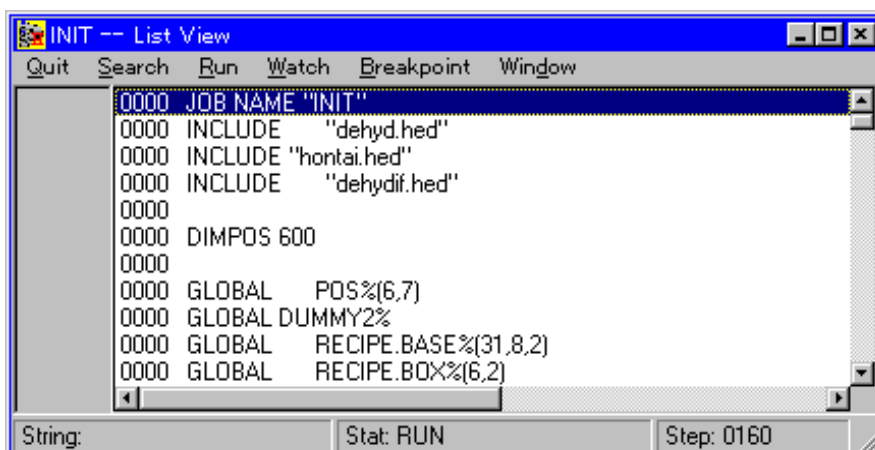 INIT -- List View
Quit Search Run Watch Breakpoint Window
0000 JOB NAME "INIT"
0000 INCLUDE "dehyd.hed"
0000 INCLUDE "hontai.hed"
0000 INCLUDE "dehydif.hed"
0000
0000 DIMPOS 600
0000
0000 GLOBAL POS%(6,7)
0000 GLOBAL DUMMY2%
0000 GLOBAL RECIPE.BASE%(31,8,2)
0000 GLOBAL RECIPE.BOX%(6,2)
String: Stat: RUN Step: 0160